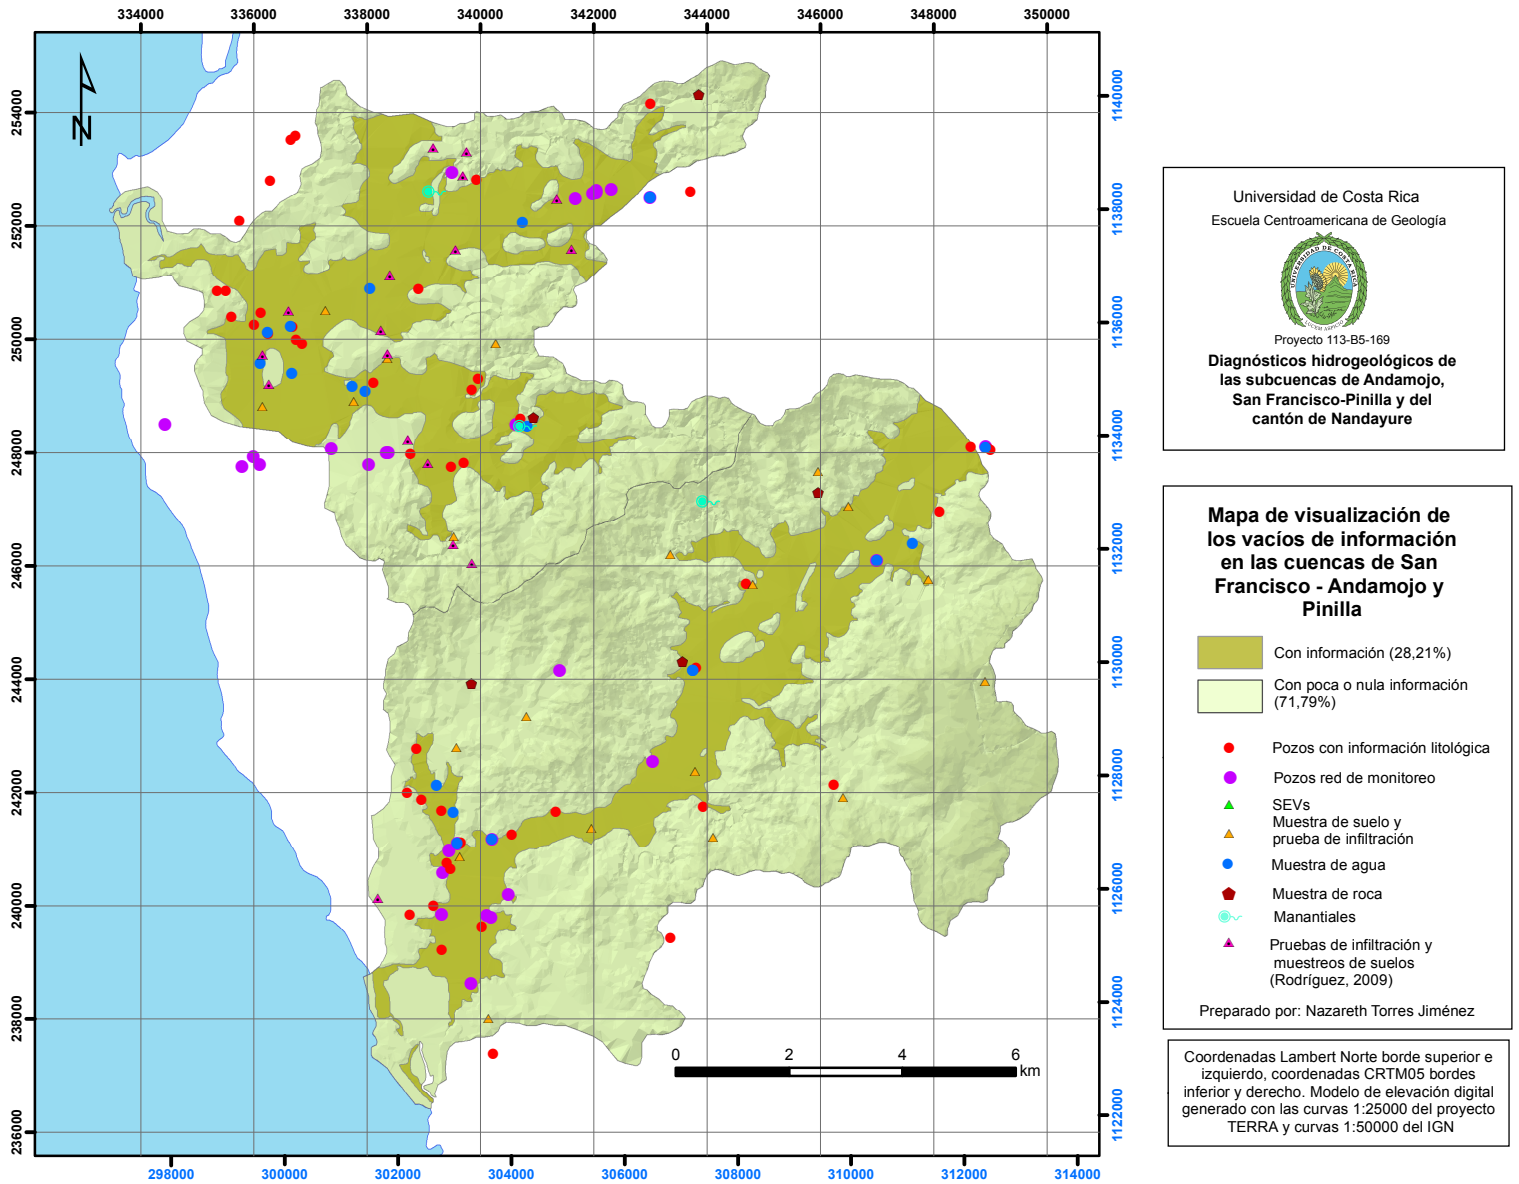 334000 336000 338000 340000 342000 344000 346000 348000 350000
254000
252000
250000
248000
246000
244000
242000
240000
238000
236000
N
1140000
1138000
1136000
1134000
1132000
1130000
1128000
1126000
1124000
1122000
0 2 4 6
km
298000 300000 302000 304000 306000 308000 310000 312000 314000
Universidad de Costa Rica
Escuela Centroamericana de Geología
UNIVERSIDAD DE COSTA RICA
LUCEM ASPICIO
Proyecto 113-B5-169
Diagnósticos hidrogeológicos de
las subcuencas de Andamojo,
San Francisco-Pinilla y del
cantón de Nandayure
Mapa de visualización de
los vacíos de información
en las cuencas de San
Francisco - Andamojo y
Pinilla
Con información (28,21%)
Con poca o nula información
(71,79%)
Pozos con información litológica
Pozos red de monitoreo
SEVs
Muestra de suelo y
prueba de infiltración
Muestra de agua
Muestra de roca
Manantiales
Pruebas de infiltración y
muestreos de suelos
(Rodríguez, 2009)
Preparado por: Nazareth Torres Jiménez
Coordenadas Lambert Norte borde superior e
izquierdo, coordenadas CRTM05 bordes
inferior y derecho. Modelo de elevación digital
generado con las curvas 1:25000 del proyecto
TERRA y curvas 1:50000 del IGN